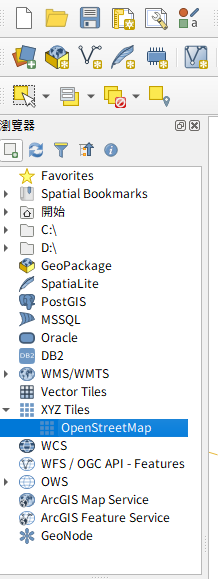 瀏覽器
Favorites
Spatial Bookmarks
開始
C:\
D:\
GeoPackage
SpatiaLite
PostGIS
MSSQL
Oracle
DB2
DB2
WMS/WMTS
Vector Tiles
XYZ Tiles
OpenStreetMap
WCS
WFS / OGC API - Features
OWS
ArcGIS Map Service
ArcGIS Feature Service
GeoNode